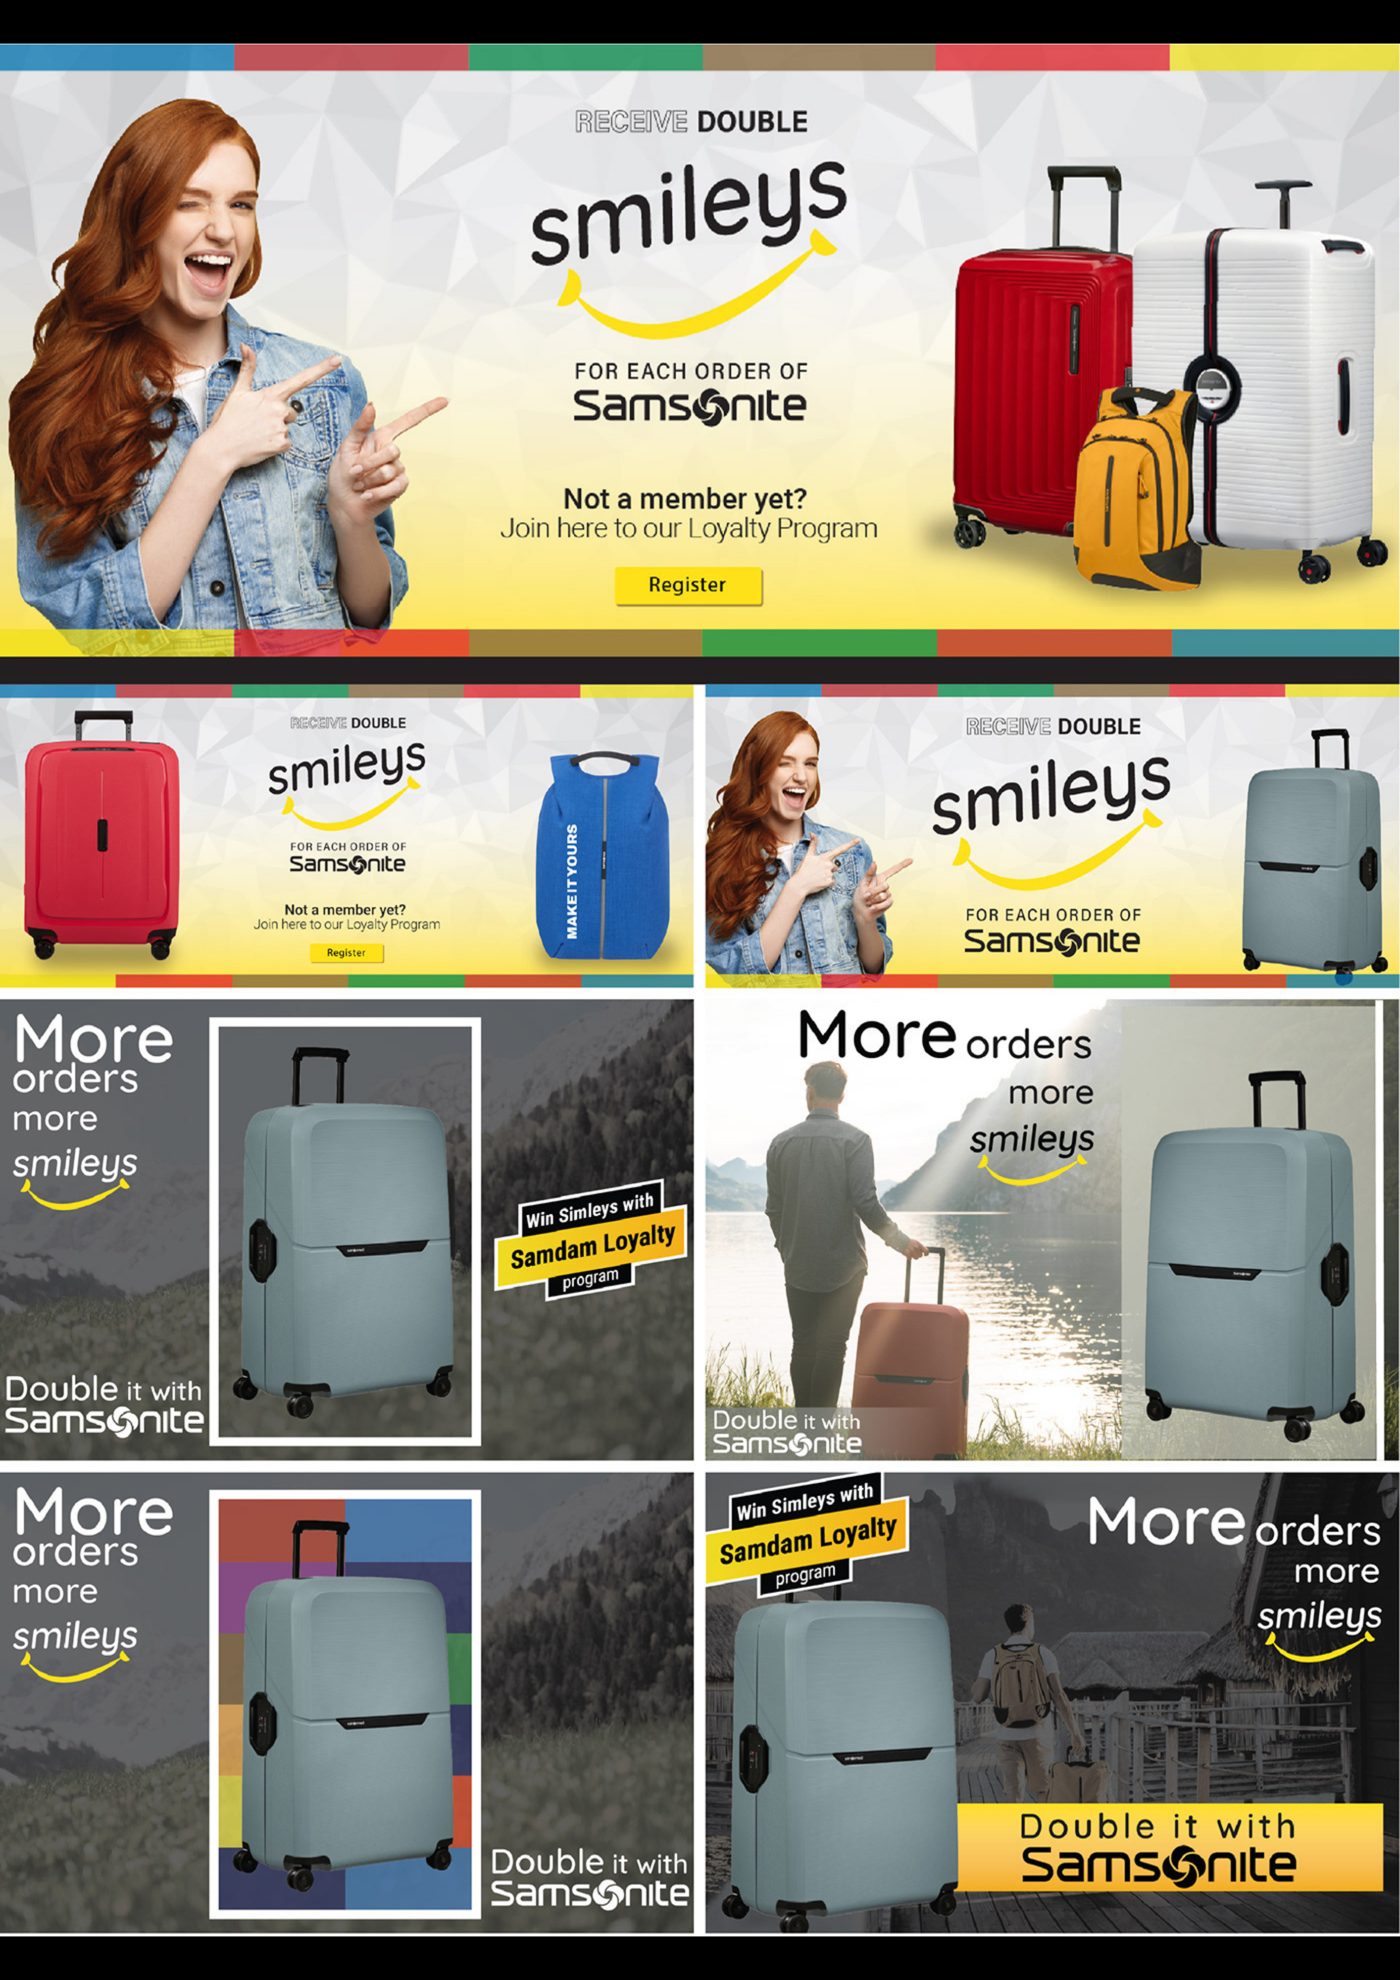 RECEIVE DOUBLE
smileys
FOR EACH ORDER OF
Samsonite
Not a member yet?
Join here to our Loyalty Program
Register
RECEIVE DOUBLE
smileys
FOR EACH ORDER OF
Samsonite
Not a member yet?
Join here to our Loyalty Program
Register
MAKE IT YOURS
RECEIVE DOUBLE
smileys
FOR EACH ORDER OF
Samsonite
More
orders
more
smileys
Win Simleys with
Samdam Loyalty
program
Double it with
Samsonite
More orders
more
smileys
Double it with
Samsonite
More
orders
more
smileys
Double it with
Samsonite
Win Simleys with
Samdam Loyalty
program
More orders
more
smileys
Double it with
Samsonite